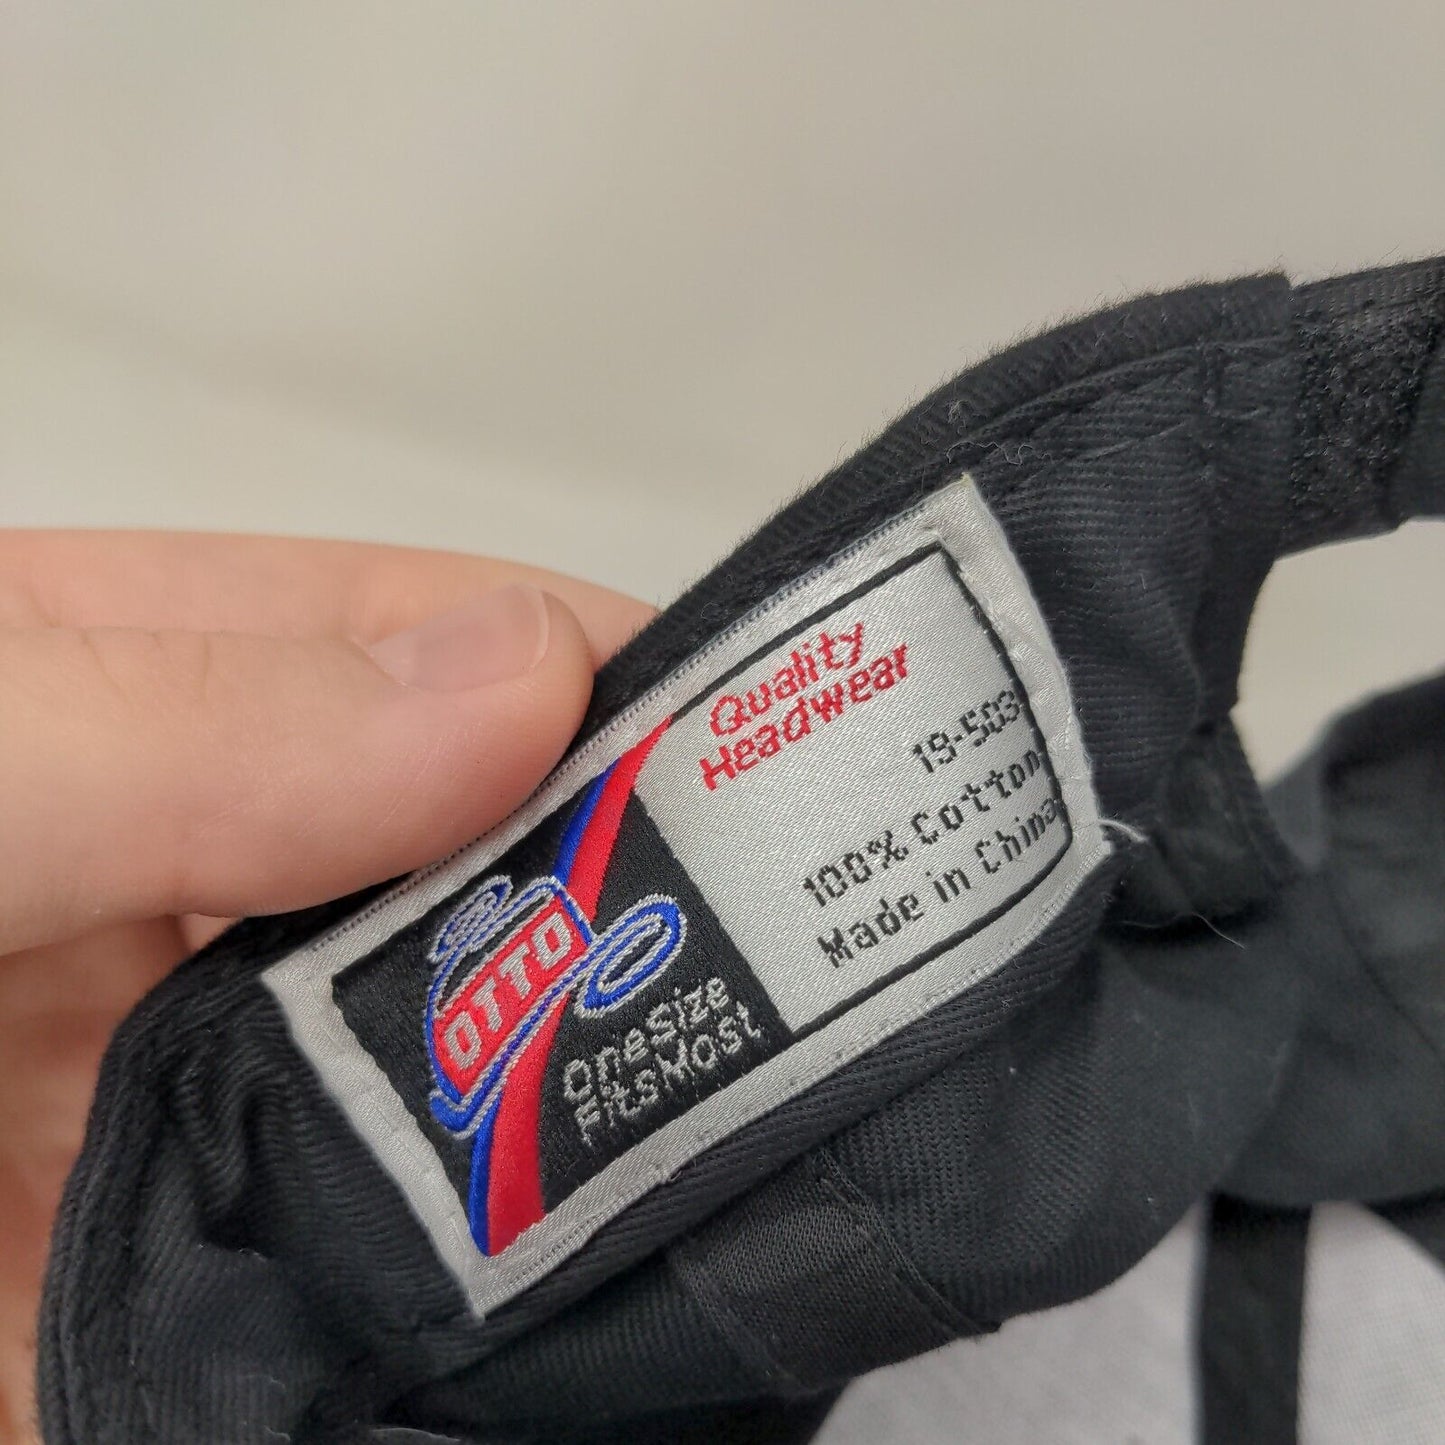 OTTO
OneSize
FitsMost
Quality
Headwear
19-503
100% Cotton
Made in China